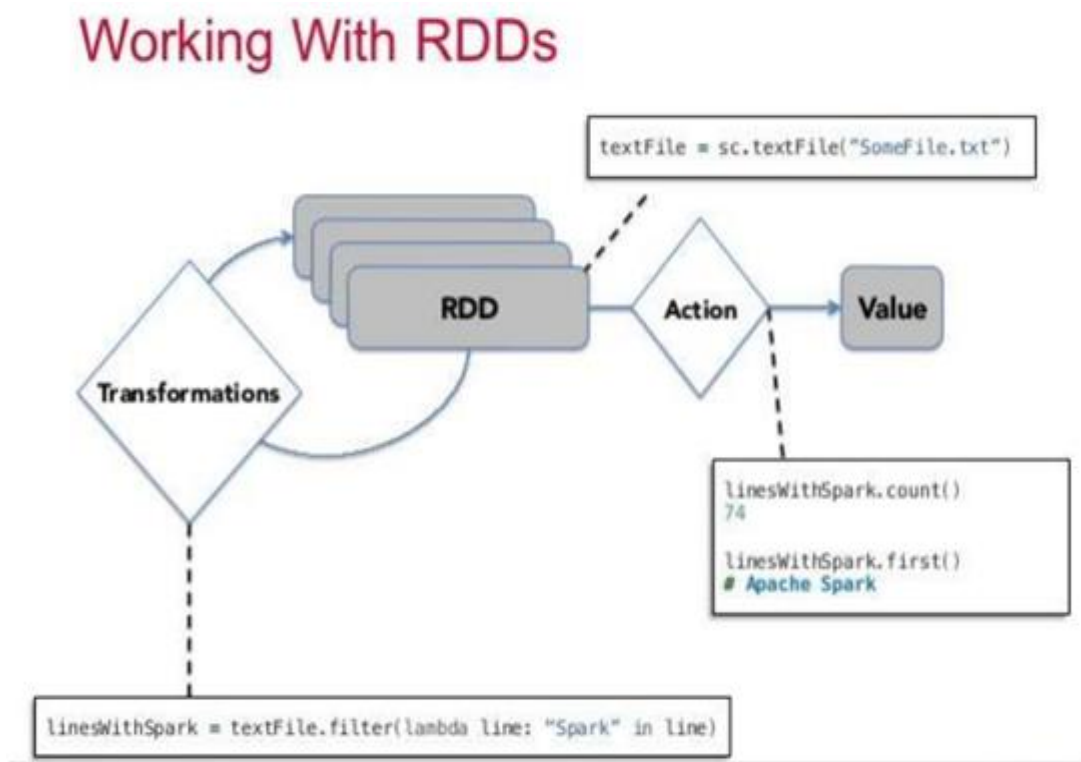 Working With RDDs
textFile = sc.textFile("SomeFile.txt")
RDD
Action
Value
Transformations
linesWithSpark.count()
74
linesWithSpark.first()
# Apache Spark
linesWithSpark = textFile.filter(lambda line: "Spark" in line)